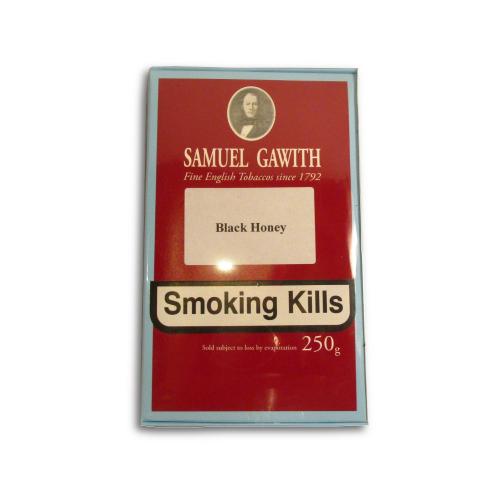 SAMUEL GAWITH
Fine English Tobaccos since 1792
Black Honey
Smoking Kills
Sold subject to loss by evaporation 250g